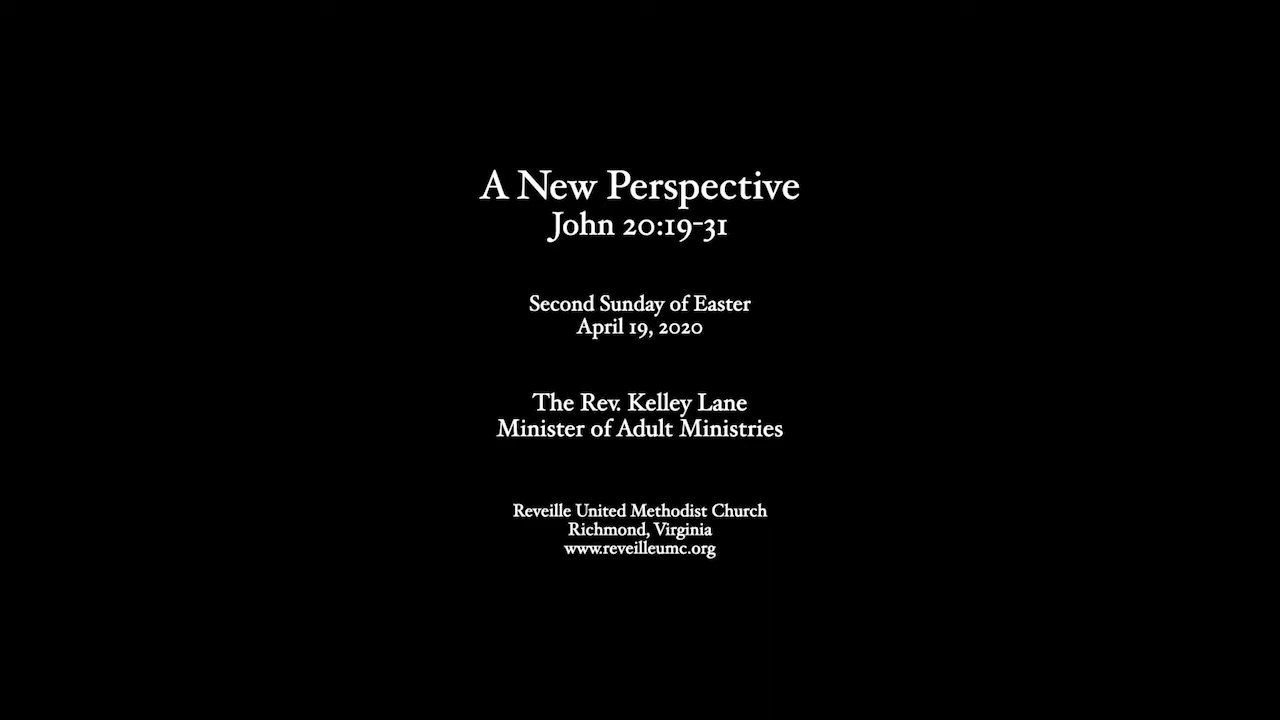 A New Perspective
John 20:19-31
Second Sunday of Easter
April 19, 2020
The Rev. Kelley Lane
Minister of Adult Ministries
Reveille United Methodist Church
Richmond, Virginia
www.reveilleumc.org